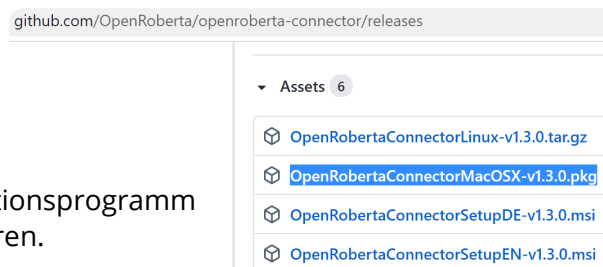 github.com/OpenRoberta/openroberta-connector/releases
Assets 6
OpenRobertaConnectorLinux-v1.3.0.tar.gz
OpenRobertaConnectorMacOSX-v1.3.0.pkg
tionsprogramm
OpenRobertaConnectorSetupDE-v1.3.0.msi
ren.
OpenRobertaConnectorSetupEN-v1.3.0.msi